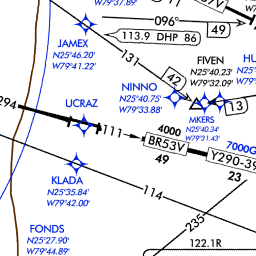 W79°37.89'
096°
49
113.9 DHP 86
JAMEX
N25°46.20'
W79°41.22'
131
42
FIVEN
N25°40.23'
W79°32.09'
HU
NINNO
N25°40.75'
W79°33.88'
13
MKERS
N25°40.34'
W79°31.43'
294
UCRAZ
111
4000
BR53V
49
7000G
Y290-39
23
KLADA
N25°35.84'
W79°42.00'
114
235
FONDS
N25°27.90'
W79°44.89'
122.1R